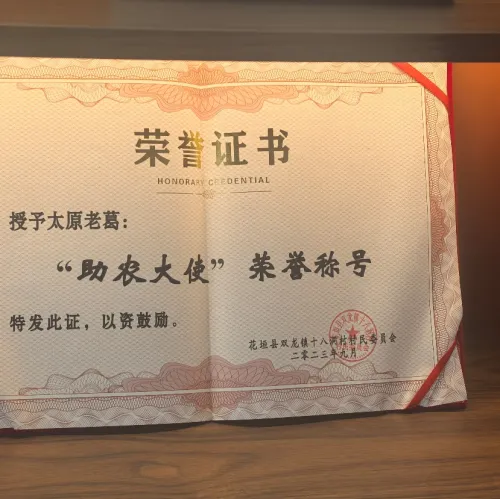 荣誉证书
HONORARY CREDENTIAL
授予太原老葛：
“助农大使”荣誉称号
特发此证，以资鼓励。
花垣县双龙镇十八洞村村民委员会
二〇二三年九月